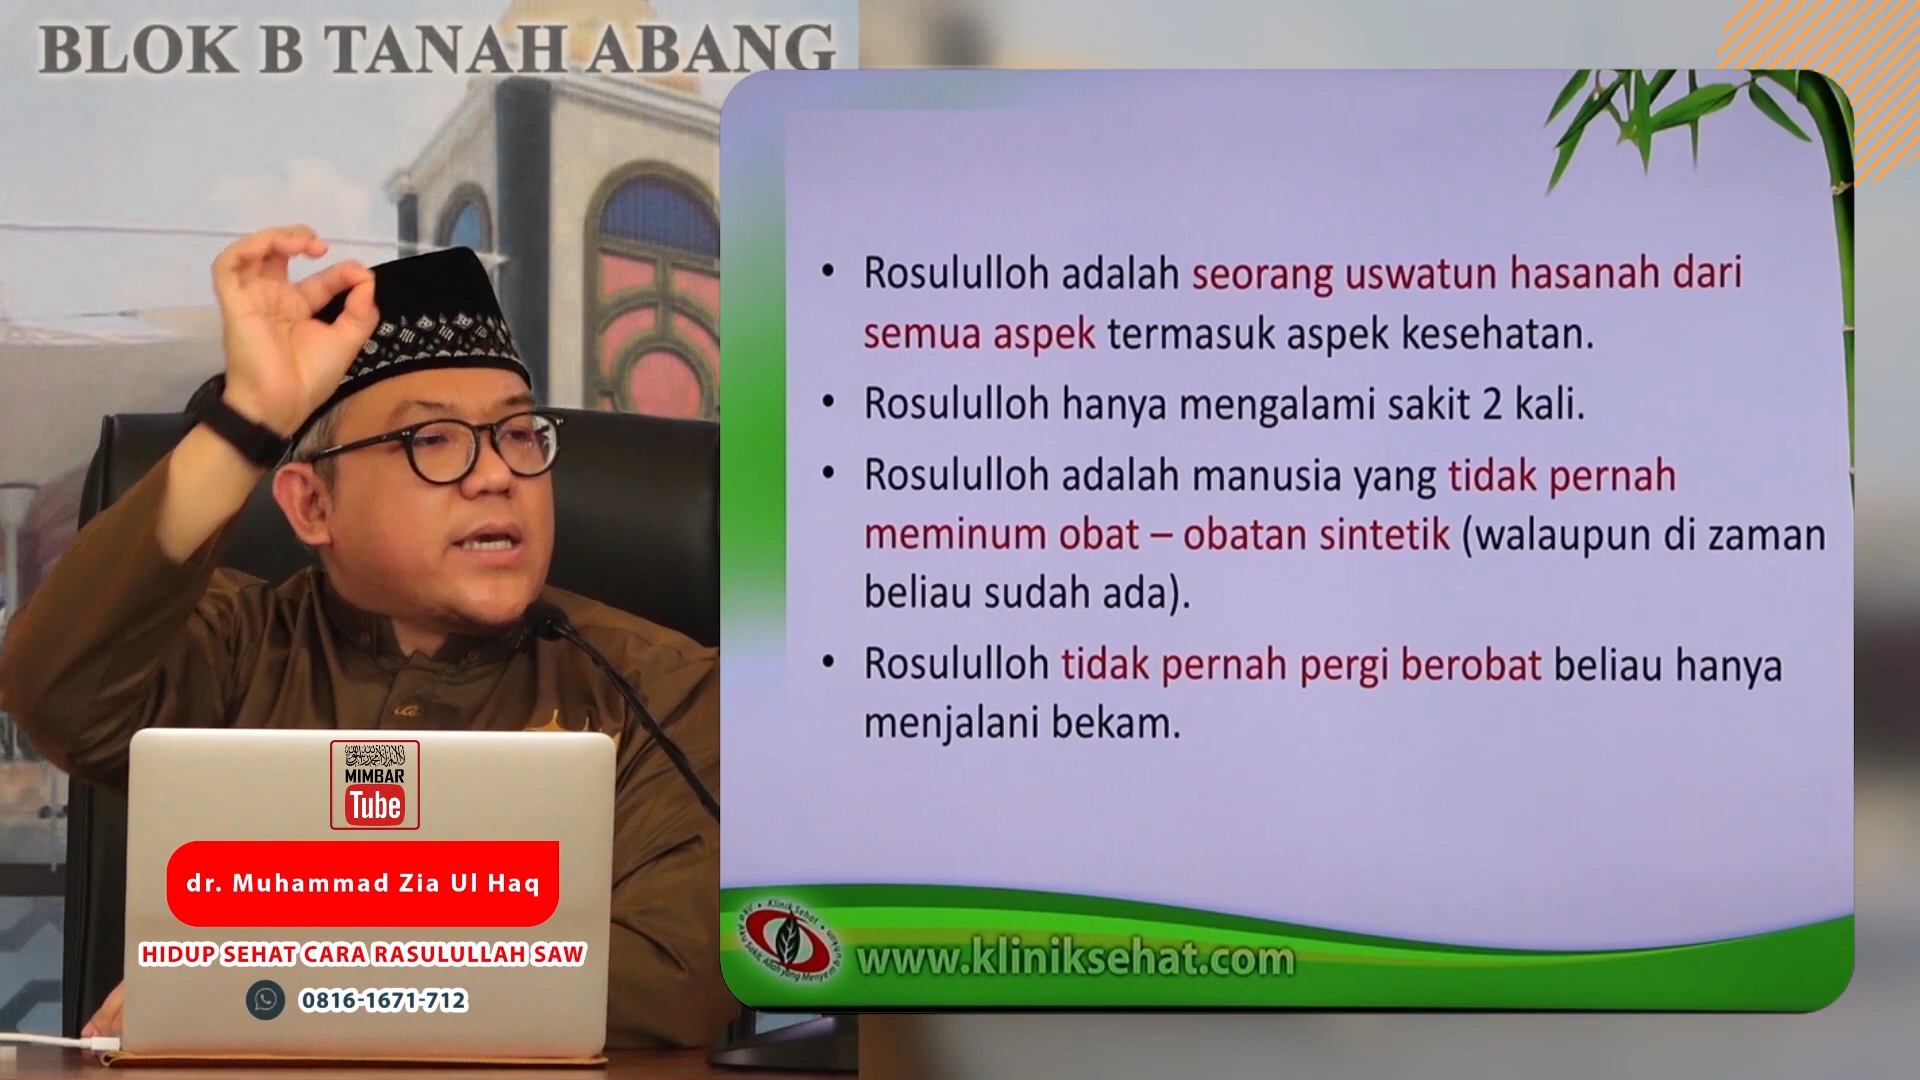 BLOK B TANAH ABANG
• Rosululloh adalah seorang uswatun hasanah dari
semua aspek termasuk aspek kesehatan.
• Rosululloh hanya mengalami sakit 2 kali.
• Rosululloh adalah manusia yang tidak pernah
meminum obat – obatan sintetik (walaupun di zaman
beliau sudah ada).
• Rosululloh tidak pernah pergi berobat beliau hanya
menjalani bekam.
MIMBAR
Tube
dr. Muhammad Zia Ul Haq
HIDUP SEHAT CARA RASULULLAH SAW
0816-1671-712
Klinik Sehat
www.kliniksehat.com